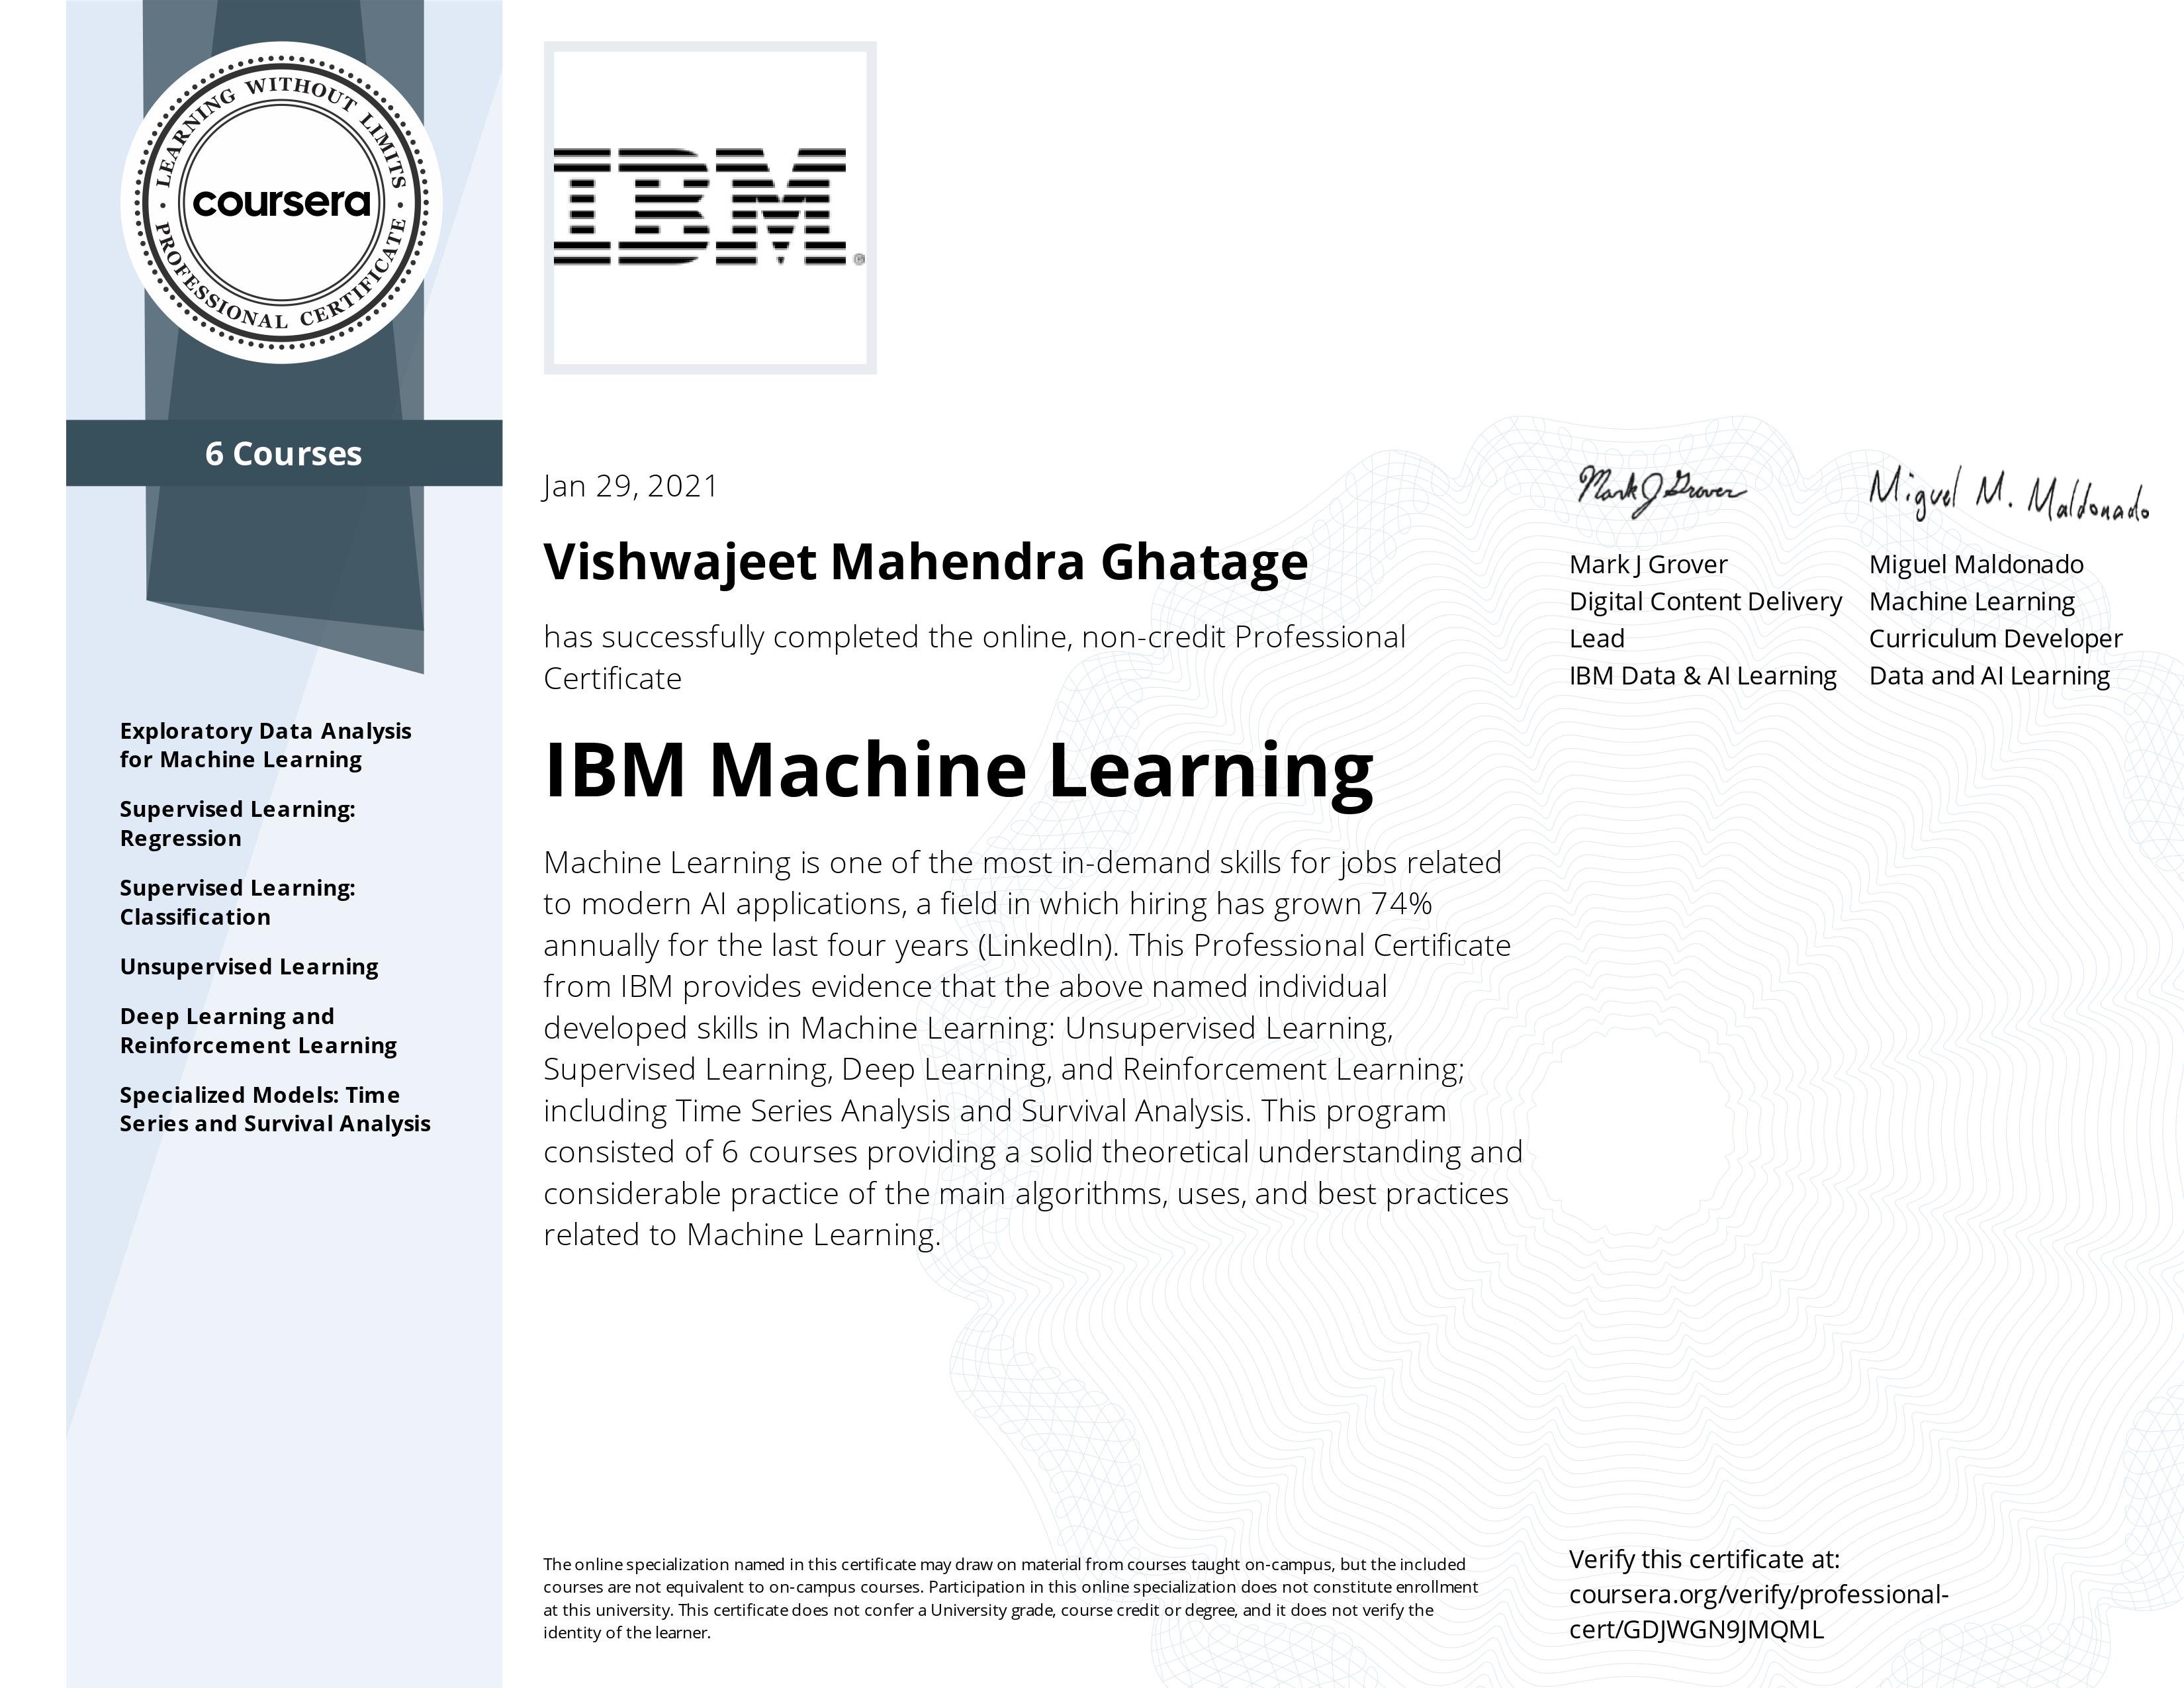 LEARNING WITHOUT LIMITS
coursera
PROFESSIONAL CERTIFICATE
6 Courses
Exploratory Data Analysis
for Machine Learning
Supervised Learning:
Regression
Supervised Learning:
Classification
Unsupervised Learning
Deep Learning and
Reinforcement Learning
Specialized Models: Time
Series and Survival Analysis
IBM®
Jan 29, 2021
Vishwajeet Mahendra Ghatage
has successfully completed the online, non-credit Professional
Certificate
IBM Machine Learning
Machine Learning is one of the most in-demand skills for jobs related
to modern AI applications, a field in which hiring has grown 74%
annually for the last four years (LinkedIn). This Professional Certificate
from IBM provides evidence that the above named individual
developed skills in Machine Learning: Unsupervised Learning,
Supervised Learning, Deep Learning, and Reinforcement Learning;
including Time Series Analysis and Survival Analysis. This program
consisted of 6 courses providing a solid theoretical understanding and
considerable practice of the main algorithms, uses, and best practices
related to Machine Learning.
Mark J Grover
Mark J Grover
Digital Content Delivery
Lead
IBM Data & AI Learning
Miguel M. Maldonado
Miguel Maldonado
Machine Learning
Curriculum Developer
Data and AI Learning
The online specialization named in this certificate may draw on material from courses taught on-campus, but the included
courses are not equivalent to on-campus courses. Participation in this online specialization does not constitute enrollment
at this university. This certificate does not confer a University grade, course credit or degree, and it does not verify the
identity of the learner.
Verify this certificate at:
coursera.org/verify/professional-
cert/GDJWGN9JMQML